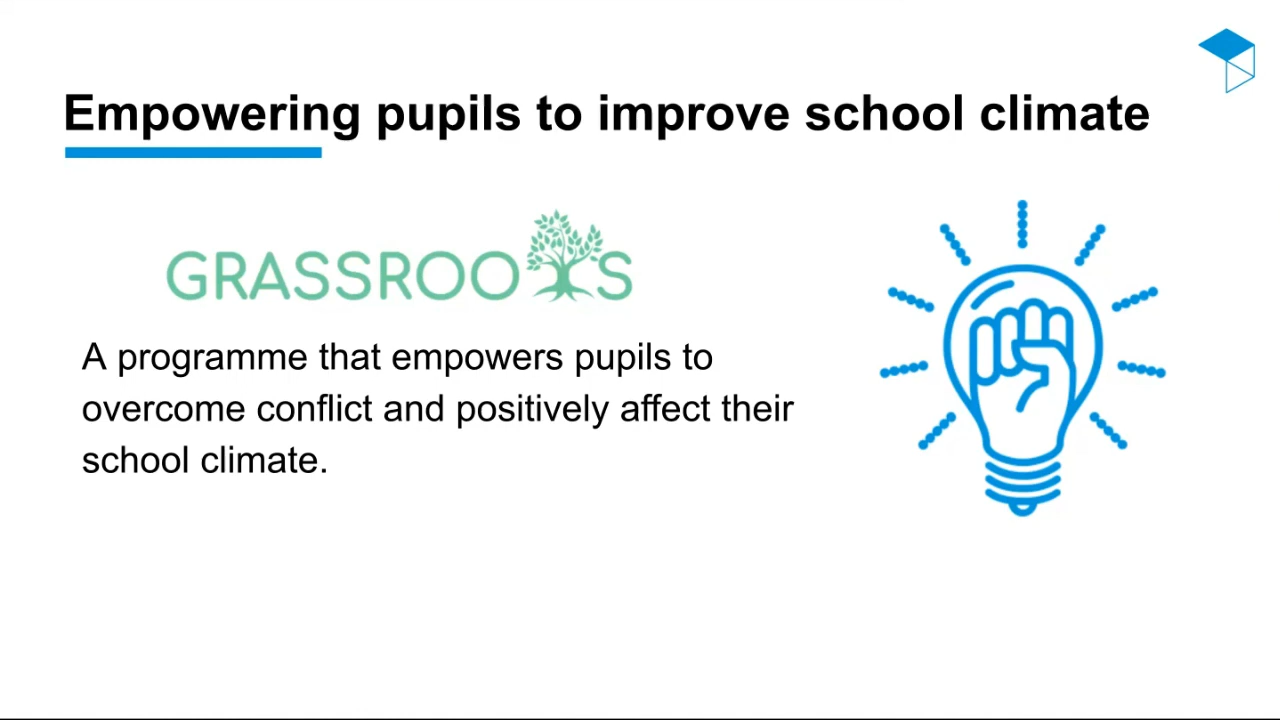 Empowering pupils to improve school climate
GRASSROOTS
A programme that empowers pupils to
overcome conflict and positively affect their
school climate.